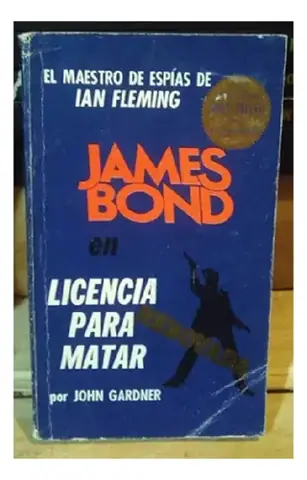 EL MAESTRO DE ESPÍAS DE
IAN FLEMING
JAMES
BOND
en
LICENCIA
PARA
MATAR
por JOHN GARDNER